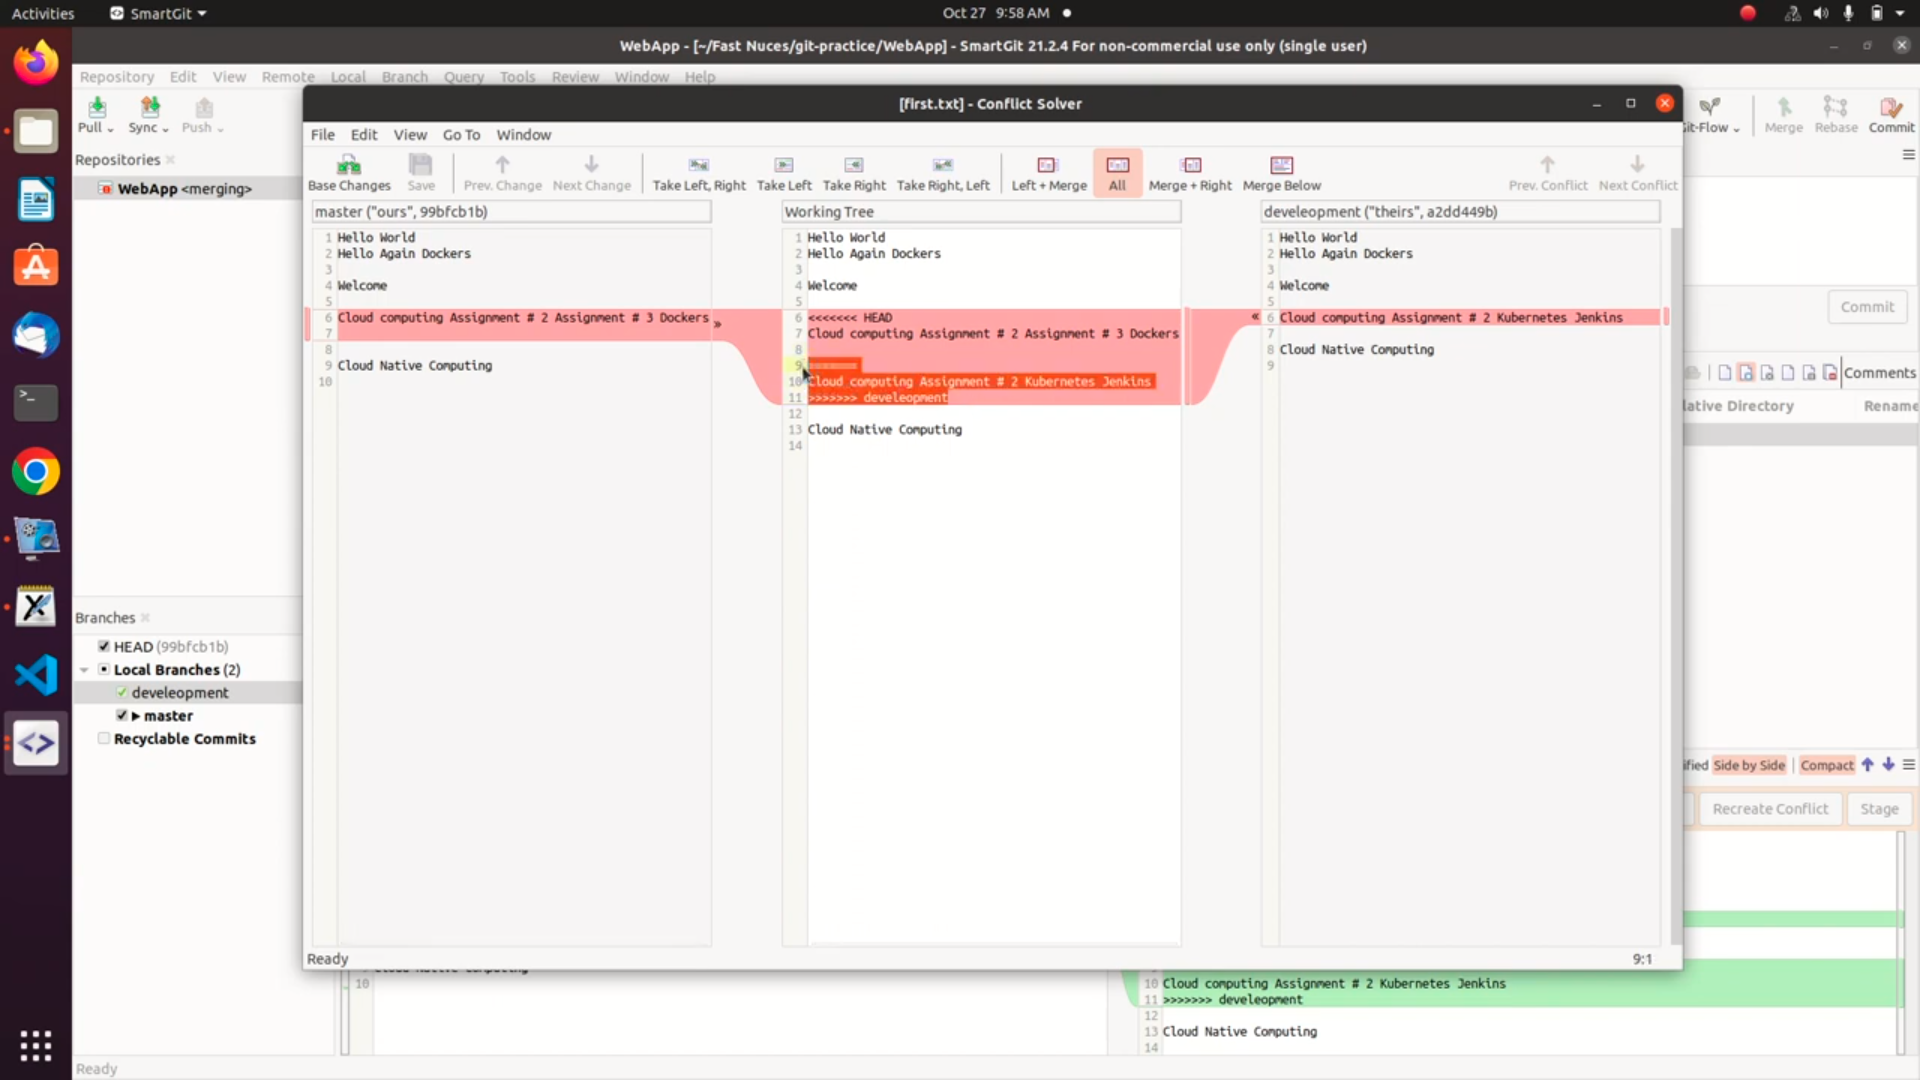 Activities
SmartGit
Oct 27 9:58 AM
WebApp - [~/Fast Nuces/git-practice/WebApp] - SmartGit 21.2.4 For non-commercial use only (single user)
Repository Edit View Remote Local Branch Query Tools Review Window Help
Pull Sync Push
Git-Flow Merge Rebase Commit
Repositories
WebApp <merging>
[first.txt] - Conflict Solver
File Edit View Go To Window
Base Changes Save Prev. Change Next Change Take Left, Right Take Left Take Right Take Right, Left Left + Merge All Merge + Right Merge Below Prev. Conflict Next Conflict
master ("ours", 99bfcb1b)
1 Hello World
2 Hello Again Dockers
3
4 Welcome
5
6 Cloud computing Assignment # 2 Assignment # 3 Dockers »
7
8
9 Cloud Native Computing
10
Working Tree
1 Hello World
2 Hello Again Dockers
3
4 Welcome
5
6 <<<<<<< HEAD
7 Cloud computing Assignment # 2 Assignment # 3 Dockers
8
9 =======
10 Cloud computing Assignment # 2 Kubernetes Jenkins
11 >>>>>>> develeopment
12
13 Cloud Native Computing
14
develeopment ("theirs", a2dd449b)
1 Hello World
2 Hello Again Dockers
3
4 Welcome
5
« 6 Cloud computing Assignment # 2 Kubernetes Jenkins
7
8 Cloud Native Computing
9
Ready
9:1
Commit
Comments
lative Directory Rename
Branches
HEAD (99bfcb1b)
Local Branches (2)
develeopment
master
Recyclable Commits
ified Side by Side Compact
Recreate Conflict Stage
Cloud Native Computing
10
10 Cloud computing Assignment # 2 Kubernetes Jenkins
11 >>>>>>> develeopment
12
13 Cloud Native Computing
14
Ready